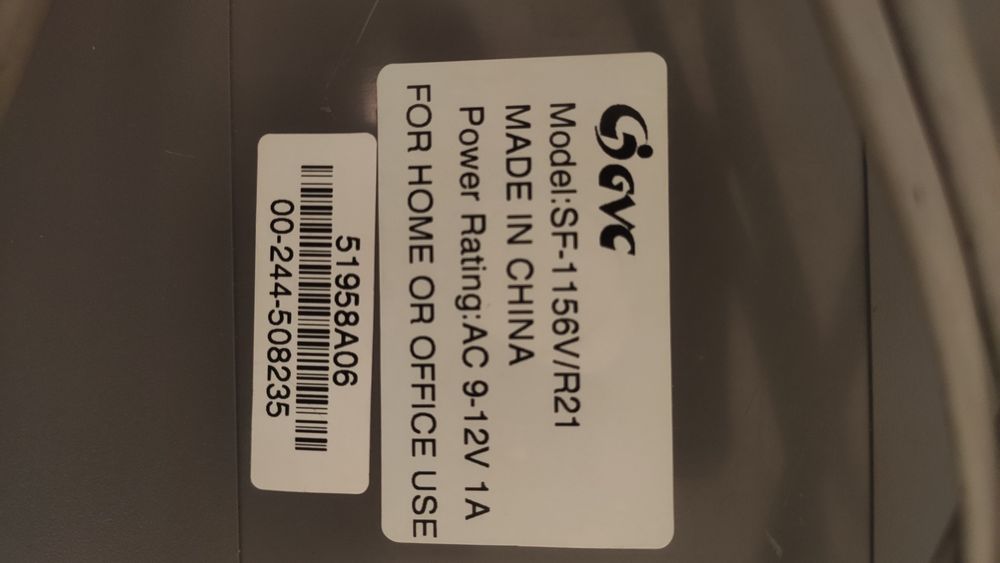 GVC
Model:SF-1156V/R21
MADE IN CHINA
Power Rating:AC 9-12V 1A
FOR HOME OR OFFICE USE
51958A06
00-244-508235